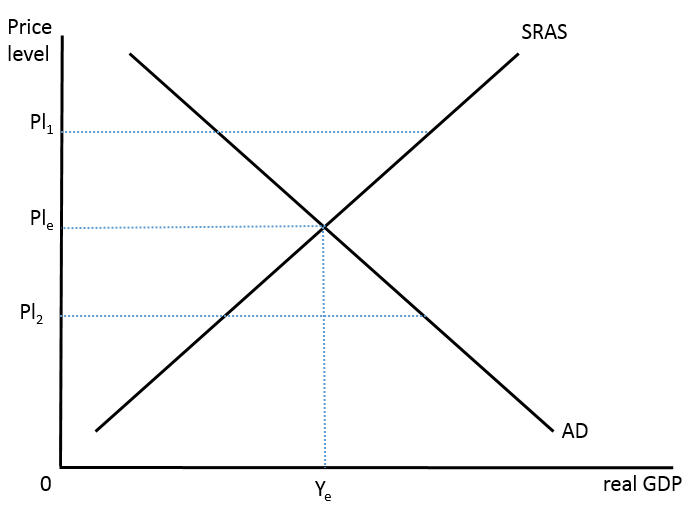 Price
level
SRAS
Pl₁
Plₑ
Pl₂
AD
0
Yₑ
real GDP